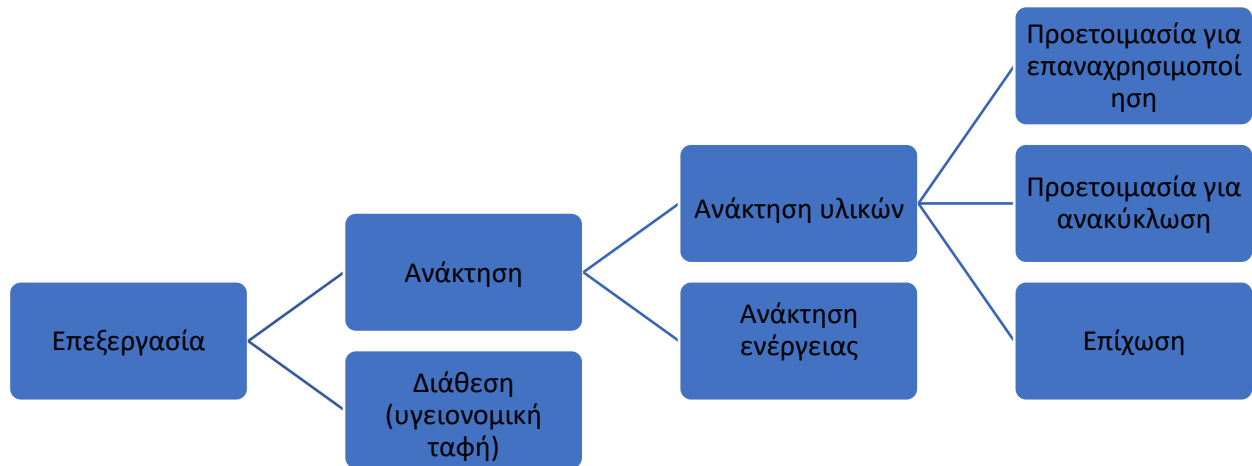 Προετοιμασία για
επαναχρησιμοποί
ηση
Ανάκτηση υλικών
Προετοιμασία για
ανακύκλωση
Ανάκτηση
Επεξεργασία
Ανάκτηση
ενέργειας
Επίχωση
Διάθεση
(υγειονομική
ταφή)